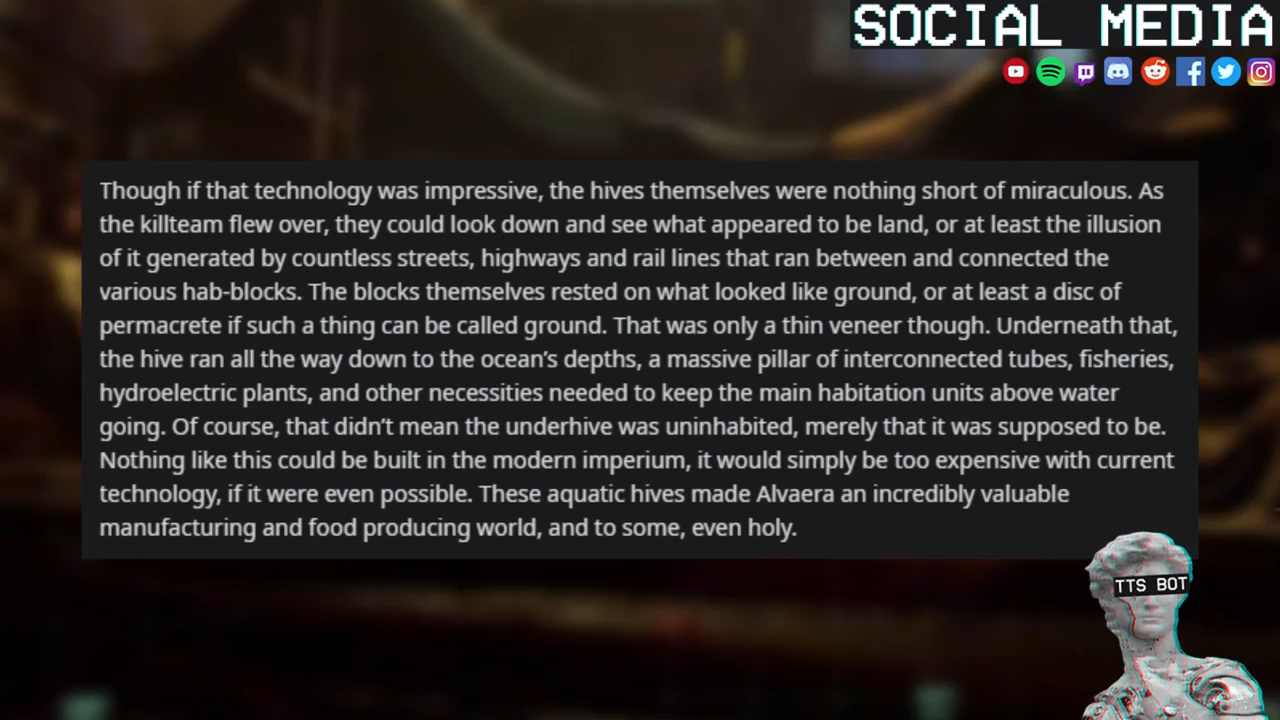 SOCIAL MEDIA
Though if that technology was impressive, the hives themselves were nothing short of miraculous. As
the killteam flew over, they could look down and see what appeared to be land, or at least the illusion
of it generated by countless streets, highways and rail lines that ran between and connected the
various hab-blocks. The blocks themselves rested on what looked like ground, or at least a disc of
permacrete if such a thing can be called ground. That was only a thin veneer though. Underneath that,
the hive ran all the way down to the ocean’s depths, a massive pillar of interconnected tubes, fisheries,
hydroelectric plants, and other necessities needed to keep the main habitation units above water
going. Of course, that didn’t mean the underhive was uninhabited, merely that it was supposed to be.
Nothing like this could be built in the modern imperium, it would simply be too expensive with current
technology, if it were even possible. These aquatic hives made Alvaera an incredibly valuable
manufacturing and food producing world, and to some, even holy.
TTS BOT